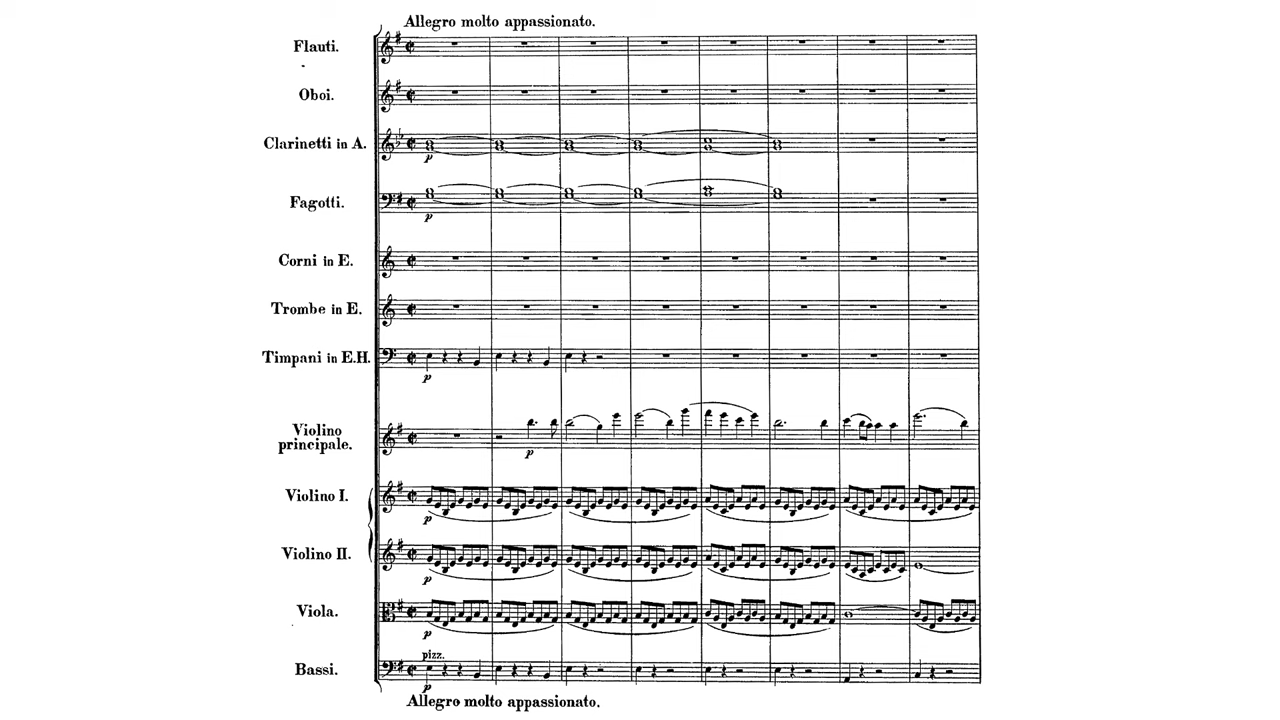 Allegro molto appassionato.
Flauti.
Oboi.
Clarinetti in A.
p
Fagotti.
p
Corni in E.
Trombe in E.
Timpani in E.H.
p
Violino
principale.
p
Violino I.
p
Violino II.
p
Viola.
p
pizz.
Bassi.
p
Allegro molto appassionato.